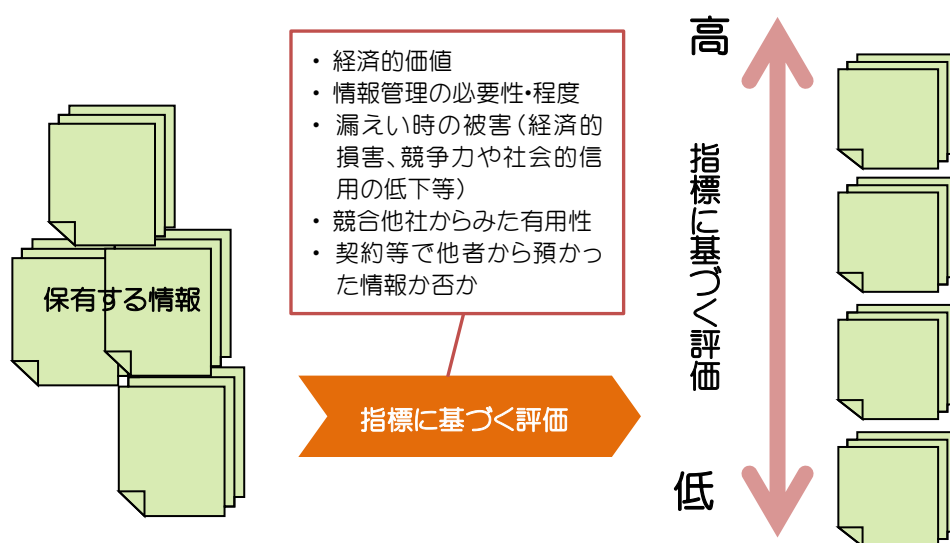 保有する情報
・ 経済的価値
・ 情報管理の必要性・程度
・ 漏えい時の被害（経済的
損害、競争力や社会的信
用の低下等）
・ 競合他社からみた有用性
・ 契約等で他者から預かっ
た情報か否か
指標に基づく評価
高
指標に基づく評価
低